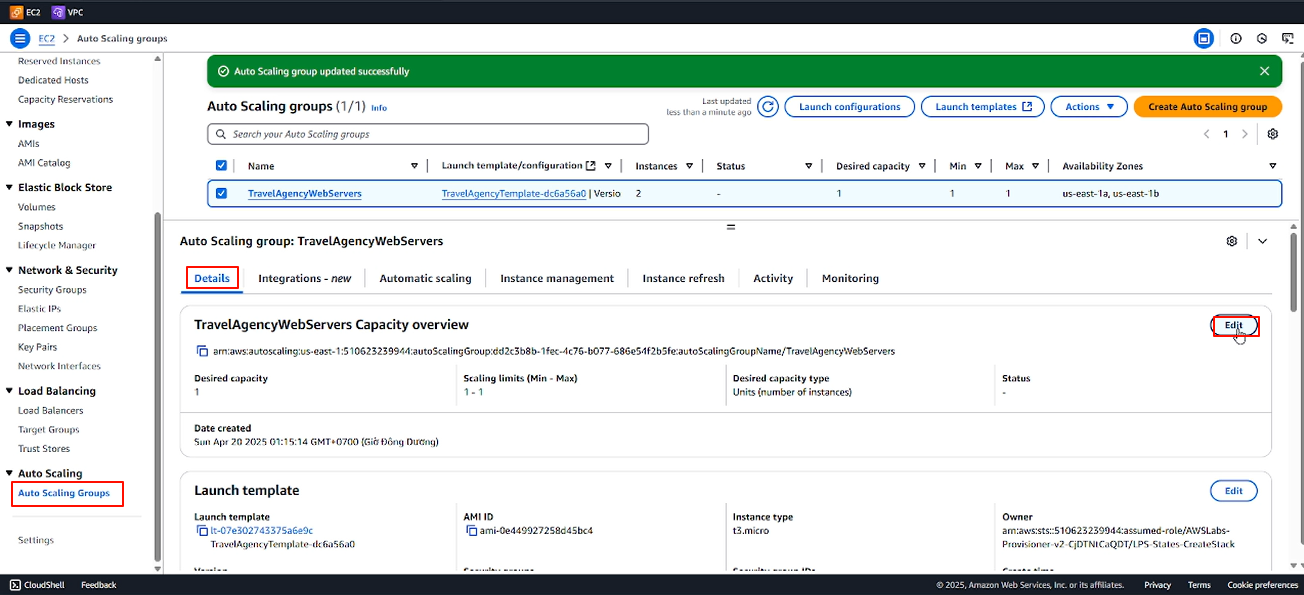 EC2 VPC
EC2 > Auto Scaling groups
Reserved Instances
Dedicated Hosts
Capacity Reservations
Images
AMIs
AMI Catalog
Elastic Block Store
Volumes
Snapshots
Lifecycle Manager
Network & Security
Security Groups
Elastic IPs
Placement Groups
Key Pairs
Network Interfaces
Load Balancing
Load Balancers
Target Groups
Trust Stores
Auto Scaling
Auto Scaling Groups
Settings
Auto Scaling group updated successfully
Auto Scaling groups (1/1) Info
Last updated
less than a minute ago
Launch configurations
Launch templates
Actions
Create Auto Scaling group
Search your Auto Scaling groups
1
Name Launch template/configuration Instances Status Desired capacity Min Max Availability Zones
TravelAgencyWebServers TravelAgencyTemplate-dc6a56a0 | Versio 2 - 1 1 1 us-east-1a, us-east-1b
Auto Scaling group: TravelAgencyWebServers
Details Integrations - new Automatic scaling Instance management Instance refresh Activity Monitoring
TravelAgencyWebServers Capacity overview
Edit
arn:aws:autoscaling:us-east-1:510623239944:autoScalingGroup:dd2c3b8b-1fec-4c76-b077-686e54f2b5fe:autoScalingGroupName/TravelAgencyWebServers
Desired capacity Scaling limits (Min - Max) Desired capacity type Status
1 1 - 1 Units (number of instances) -
Date created
Sun Apr 20 2025 01:15:14 GMT+0700 (Giờ Đông Dương)
Launch template
Edit
Launch template AMI ID Instance type Owner
lt-07e302743375a6e9c ami-0e449927258d45bc4 t3.micro arn:aws:sts::510623239944:assumed-role/AWSLabs-
TravelAgencyTemplate-dc6a56a0 Provisioner-v2-CjDTNtCaQDT/LPS-States-CreateStack
Version Security groups Security group IDs Create time
CloudShell Feedback © 2025, Amazon Web Services, Inc. or its affiliates. Privacy Terms Cookie preferences